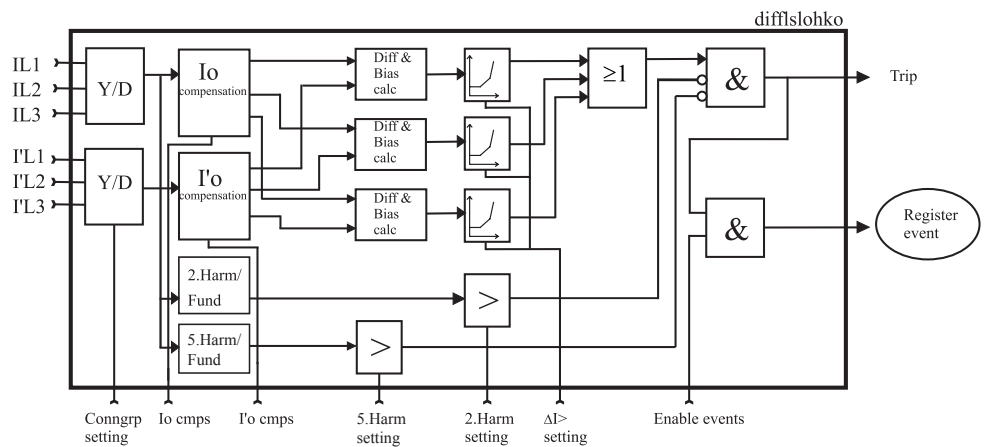 difflslohko
IL1
IL2
IL3
I'L1
I'L2
I'L3
Y/D
Y/D
Io
compensation
I'o
compensation
Diff &
Bias
calc
Diff &
Bias
calc
Diff &
Bias
calc
≥1
&
&
Trip
Register
event
2.Harm/
Fund
5.Harm/
Fund
>
>
Conngrp
setting
Io cmps
I'o cmps
5.Harm
setting
2.Harm
setting
ΔI>
setting
Enable events